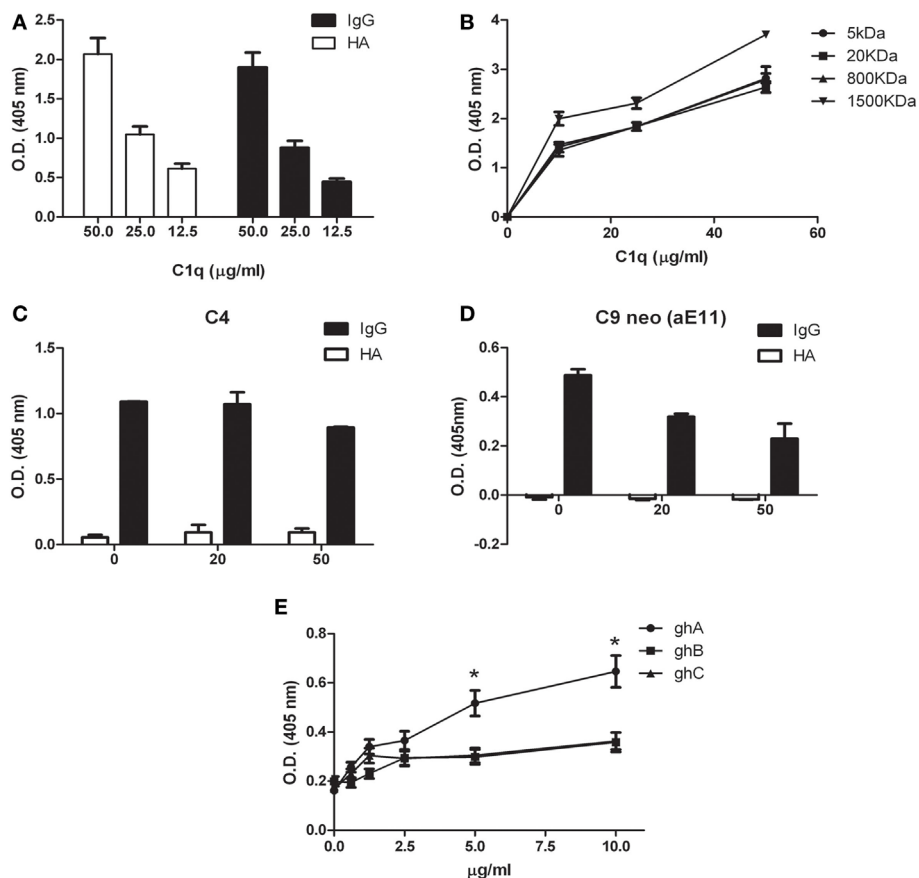 A
O.D. (405 nm)
2.5
2.0
1.5
1.0
0.5
0.0
50.0 25.0 12.5 50.0 25.0 12.5
C1q (μg/ml)
IgG
HA
B
O.D. (405 nm)
4
3
2
1
0
0 20 40 60
C1q (μg/ml)
5kDa
20KDa
800KDa
1500KDa
C
C4
O.D. (405 nm)
1.5
1.0
0.5
0.0
0 20 50
IgG
HA
D
C9 neo (aE11)
O.D. (405nm)
0.6
0.4
0.2
0.0
-0.2
0 20 50
IgG
HA
E
O.D. (405 nm)
0.8
0.6
0.4
0.2
0.0
* *
0.0 2.5 5.0 7.5 10.0
μg/ml
ghA
ghB
ghC